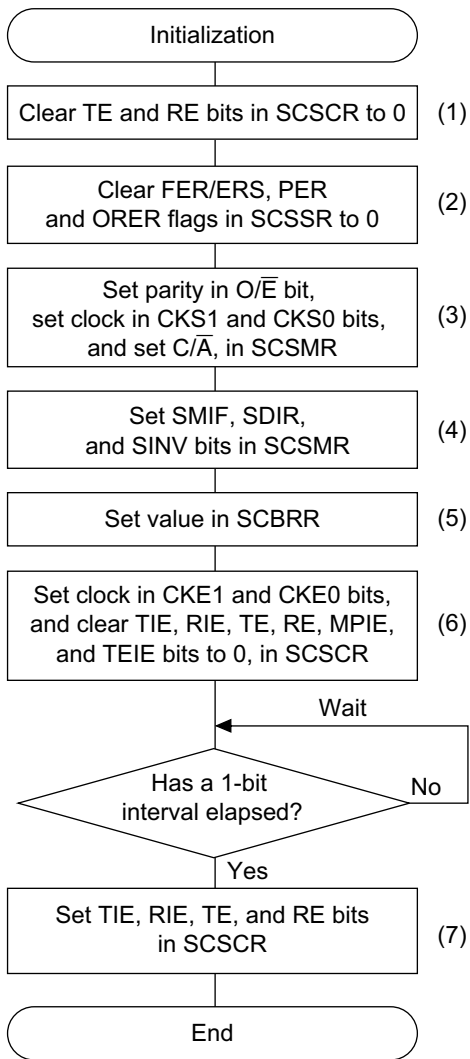 Initialization
Clear TE and RE bits in SCSCR to 0
(1)
Clear FER/ERS, PER
and ORER flags in SCSSR to 0
(2)
Set parity in O/E̅ bit,
set clock in CKS1 and CKS0 bits,
and set C/A̅, in SCSMR
(3)
Set SMIF, SDIR,
and SINV bits in SCSMR
(4)
Set value in SCBRR
(5)
Set clock in CKE1 and CKE0 bits,
and clear TIE, RIE, TE, RE, MPIE,
and TEIE bits to 0, in SCSCR
(6)
Wait
Has a 1-bit
interval elapsed?
No
Yes
Set TIE, RIE, TE, and RE bits
in SCSCR
(7)
End